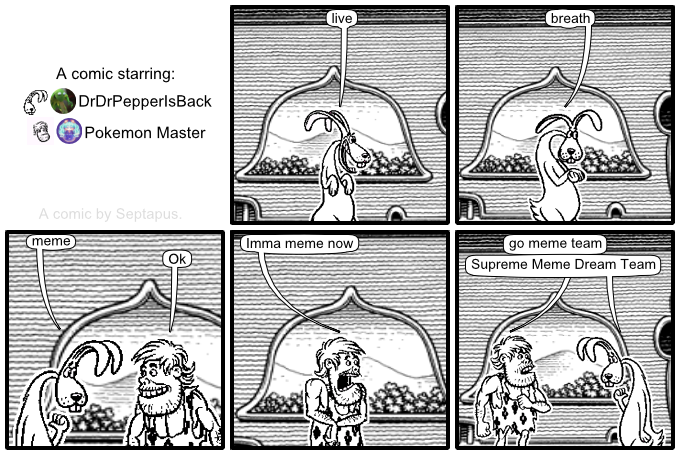 A comic starring:
DrDrPepperIsBack
Pokemon Master
A comic by Septapus.
live
breath
meme
Ok
Imma meme now
go meme team
Supreme Meme Dream Team